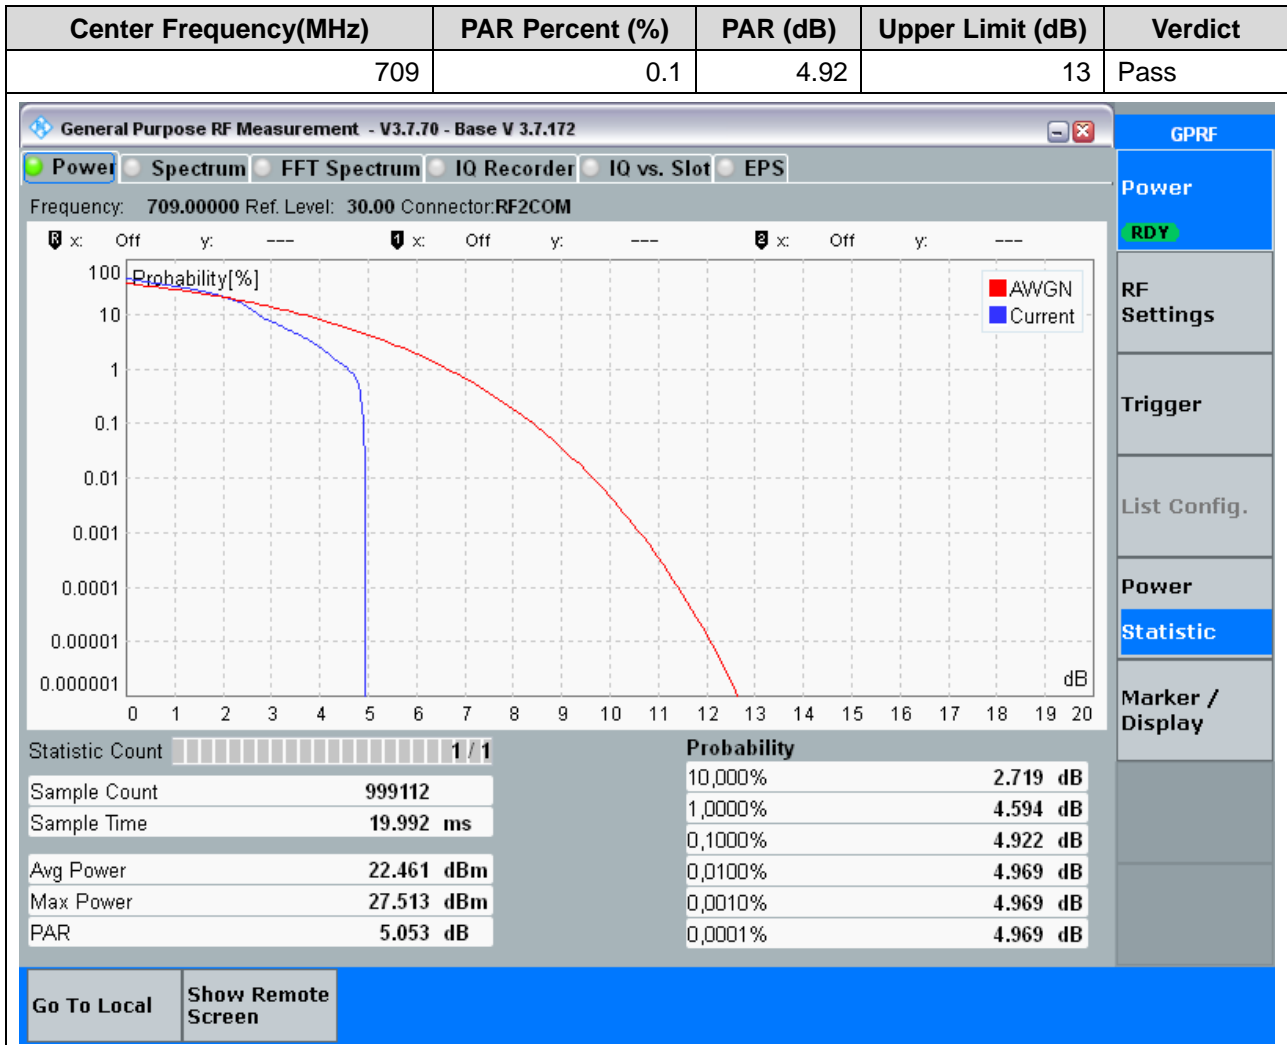 Center Frequency(MHz) PAR Percent (%) PAR (dB) Upper Limit (dB) Verdict
709 0.1 4.92 13 Pass
General Purpose RF Measurement - V3.7.70 - Base V 3.7.172
GPRF
Power Spectrum FFT Spectrum IQ Recorder IQ vs. Slot EPS
Frequency: 709.00000 Ref. Level: 30.00 Connector:RF2COM
R x: Off y: --- 1 x: Off y: --- 2 x: Off y: ---
Probability[%]
AWGN
Current
100
10
1
0.1
0.01
0.001
0.0001
0.00001
0.000001
dB
0 1 2 3 4 5 6 7 8 9 10 11 12 13 14 15 16 17 18 19 20
Statistic Count 1 / 1
Sample Count 999112
Sample Time 19.992 ms
Avg Power 22.461 dBm
Max Power 27.513 dBm
PAR 5.053 dB
Probability
10,000% 2.719 dB
1,0000% 4.594 dB
0,1000% 4.922 dB
0,0100% 4.969 dB
0,0010% 4.969 dB
0,0001% 4.969 dB
Power
RDY
RF
Settings
Trigger
List Config.
Power
Statistic
Marker /
Display
Go To Local
Show Remote
Screen